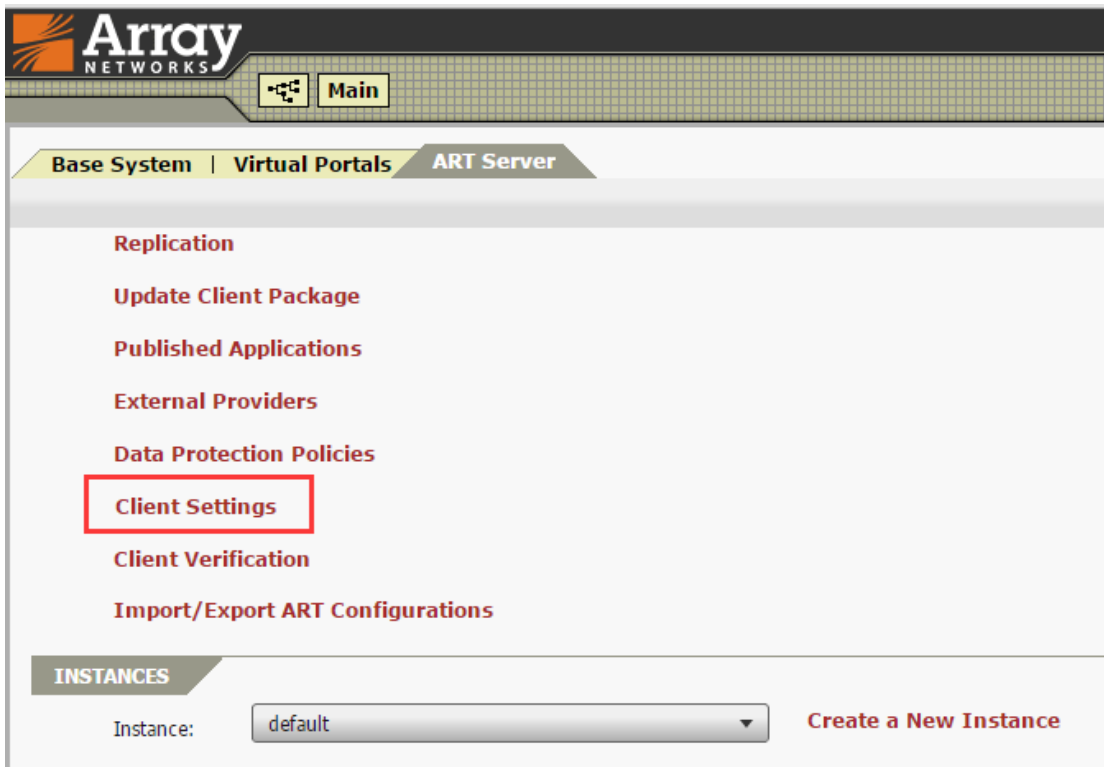 Array
NETWORKS
Main
Base System | Virtual Portals ART Server
Replication
Update Client Package
Published Applications
External Providers
Data Protection Policies
Client Settings
Client Verification
Import/Export ART Configurations
INSTANCES
Instance: default Create a New Instance